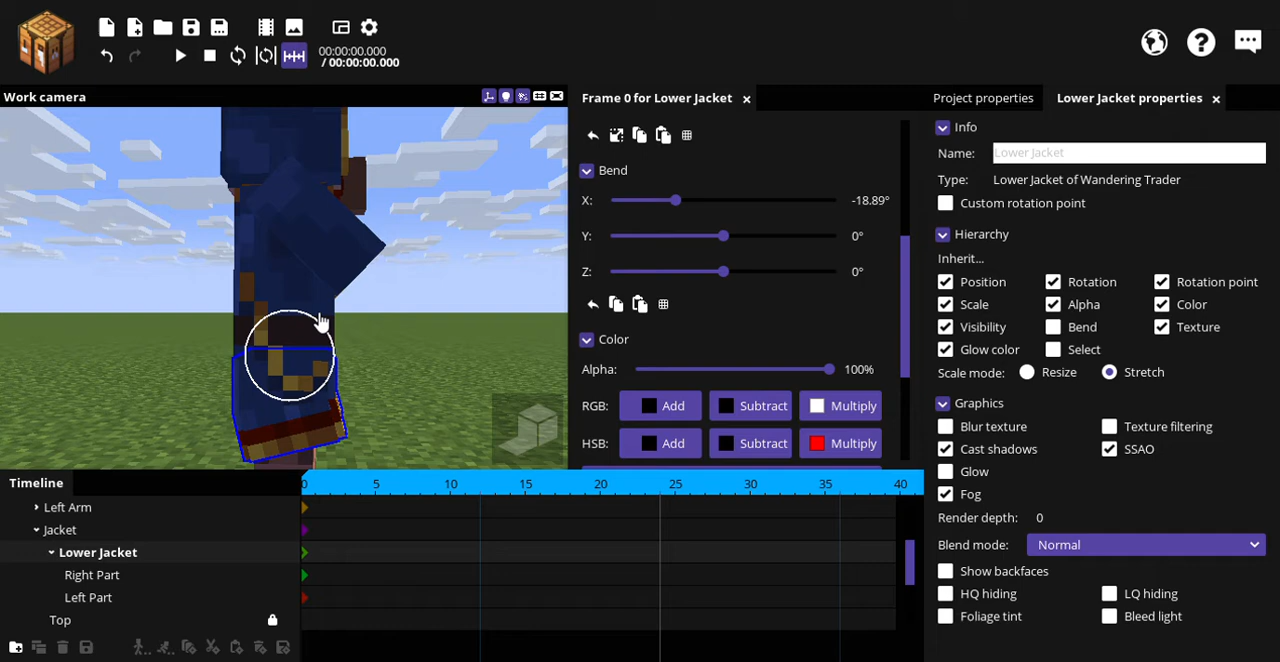 00:00:00.000
/ 00:00:00.000
Work camera
Frame 0 for Lower Jacket
Project properties
Lower Jacket properties
Bend
X:
-18.89°
Y:
0°
Z:
0°
Color
Alpha:
100%
RGB:
Add
Subtract
Multiply
HSB:
Add
Subtract
Multiply
Info
Name:
Lower Jacket
Type:
Lower Jacket of Wandering Trader
Custom rotation point
Hierarchy
Inherit...
Position
Rotation
Rotation point
Scale
Alpha
Color
Visibility
Bend
Texture
Glow color
Select
Scale mode:
Resize
Stretch
Graphics
Blur texture
Texture filtering
Cast shadows
SSAO
Glow
Fog
Render depth:
0
Blend mode:
Normal
Show backfaces
HQ hiding
LQ hiding
Foliage tint
Bleed light
Timeline
0
5
10
15
20
25
30
35
40
Left Arm
Jacket
Lower Jacket
Right Part
Left Part
Top